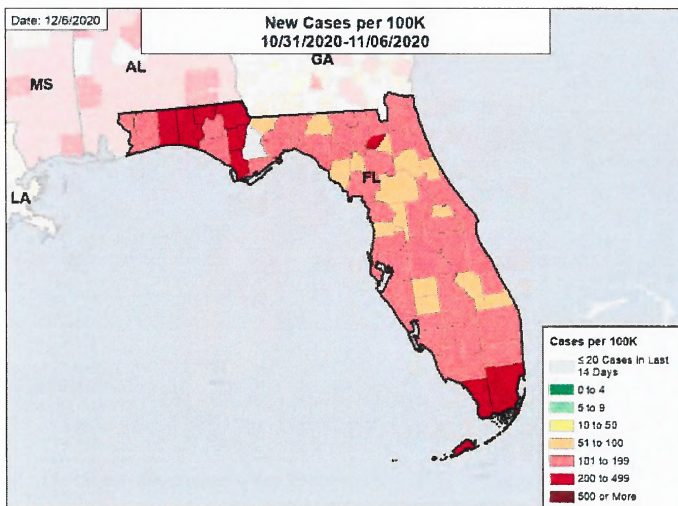 Date: 12/6/2020
New Cases per 100K
10/31/2020-11/06/2020
GA
AL
MS
LA
FL
Cases per 100K
≤ 20 Cases in Last
14 Days
0 to 4
5 to 9
10 to 50
51 to 100
101 to 199
200 to 499
500 or More